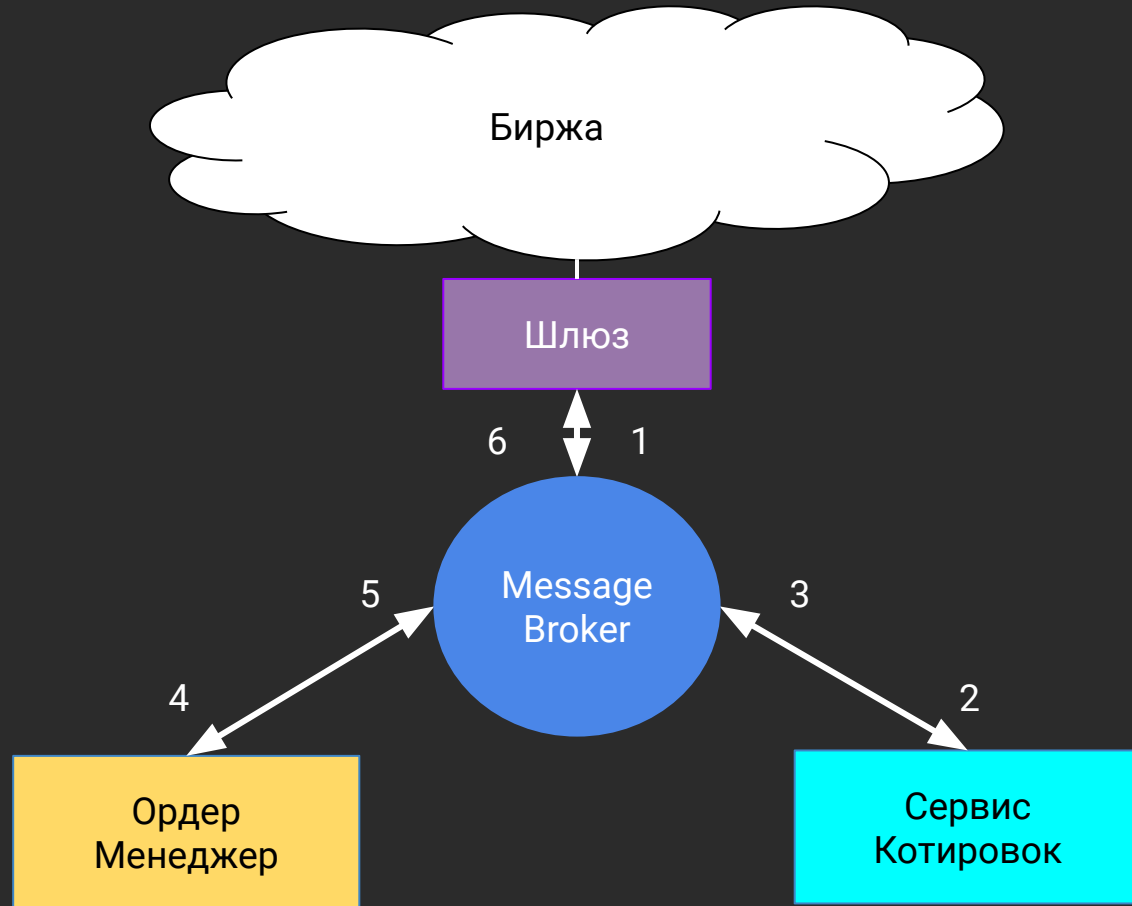 Биржа
Шлюз
6
1
Message
Broker
5
3
4
2
Ордер
Менеджер
Сервис
Котировок